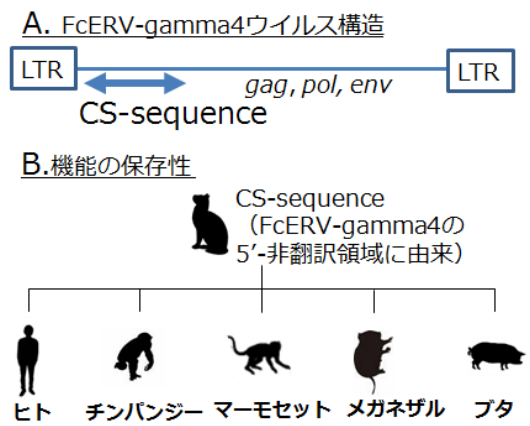 A. FcERV-gamma4ウイルス構造
LTR
gag, pol, env
LTR
CS-sequence
B.機能の保存性
CS-sequence
（FcERV-gamma4の
5’-非翻訳領域に由来）
ヒト チンパンジー マーモセット メガネザル ブタ